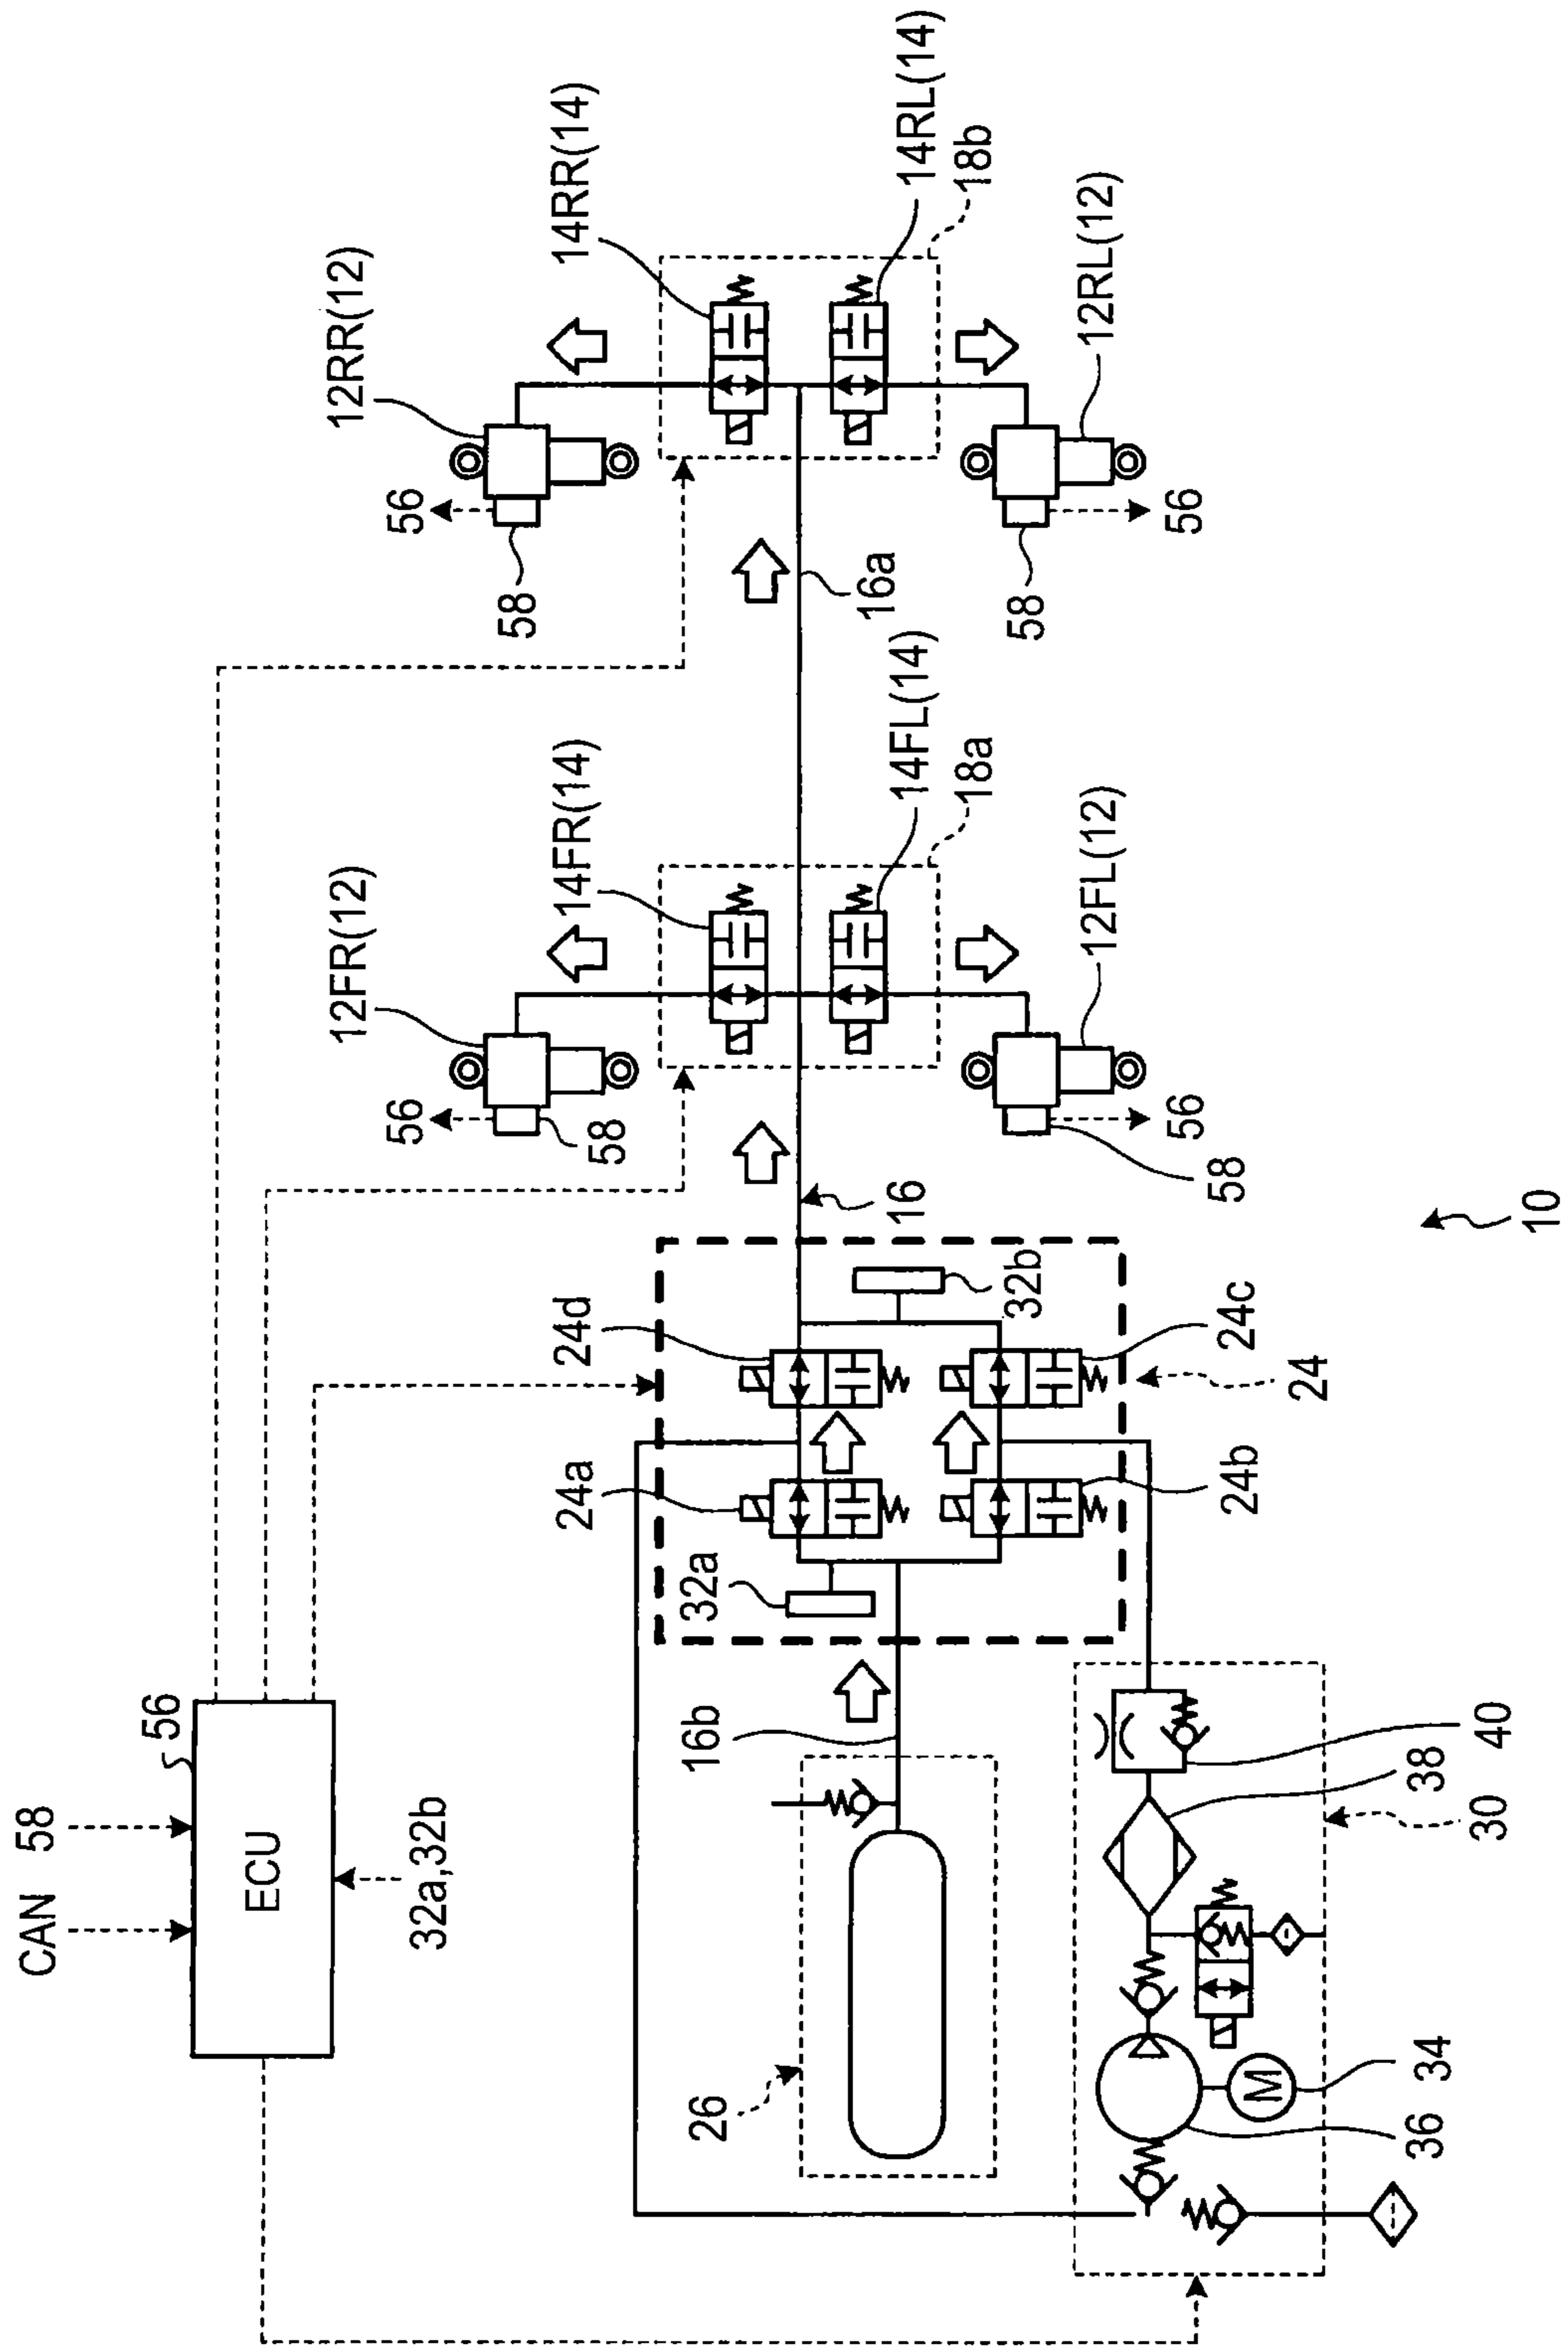 CAN
58
56
ECU
32a,32b
12RR(12)
14RR(14)
14RL(14)
18b
12RL(12)
56
58
56
58
16a
12FR(12)
14FR(14)
14FL(14)
18a
12FL(12)
56
58
56
58
16
10
24d
32b
24c
24
24a
24b
32a
16b
26
40
38
30
M
34
36